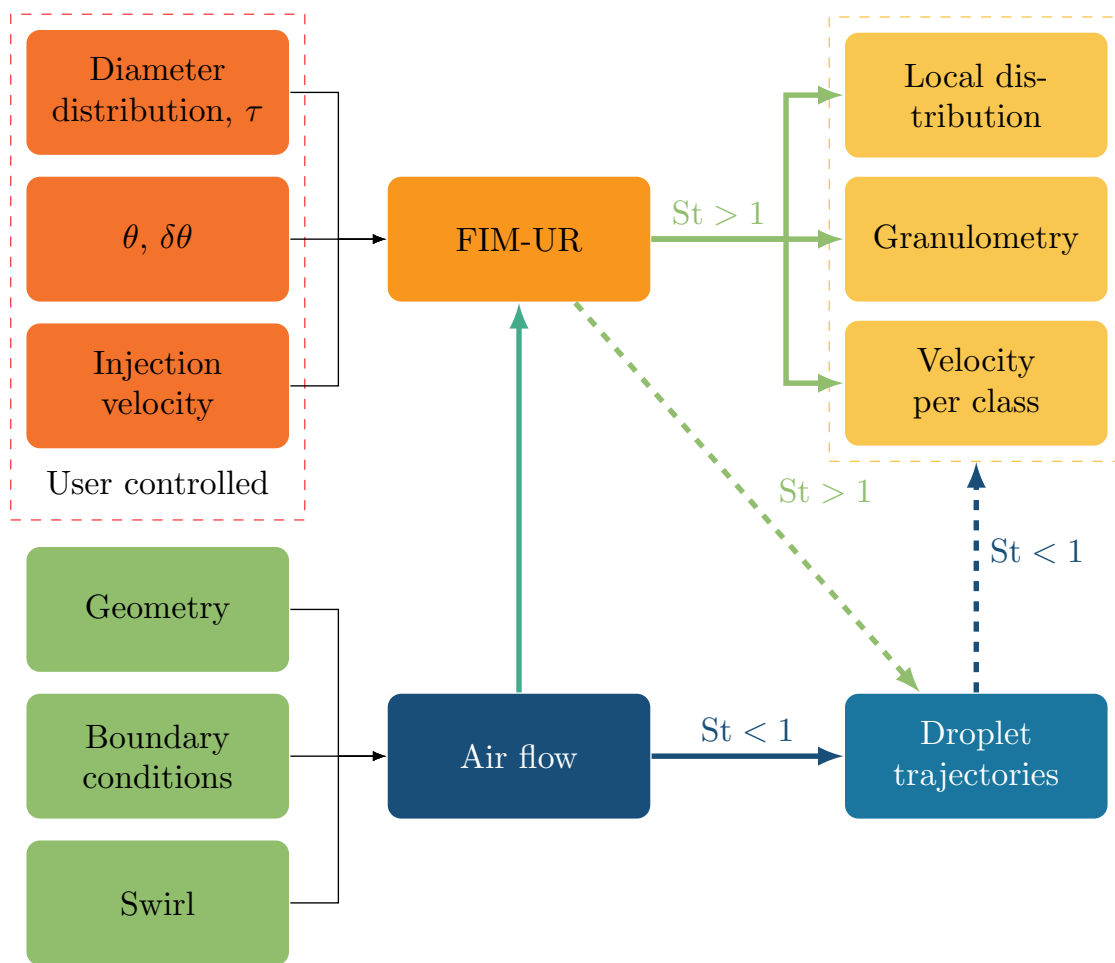 Diameter
distribution, τ
θ, δθ
Injection
velocity
User controlled
FIM-UR
St > 1
Local dis-
tribution
Granulometry
Velocity
per class
St > 1
St < 1
Geometry
Boundary
conditions
Swirl
Air flow
St < 1
Droplet
trajectories